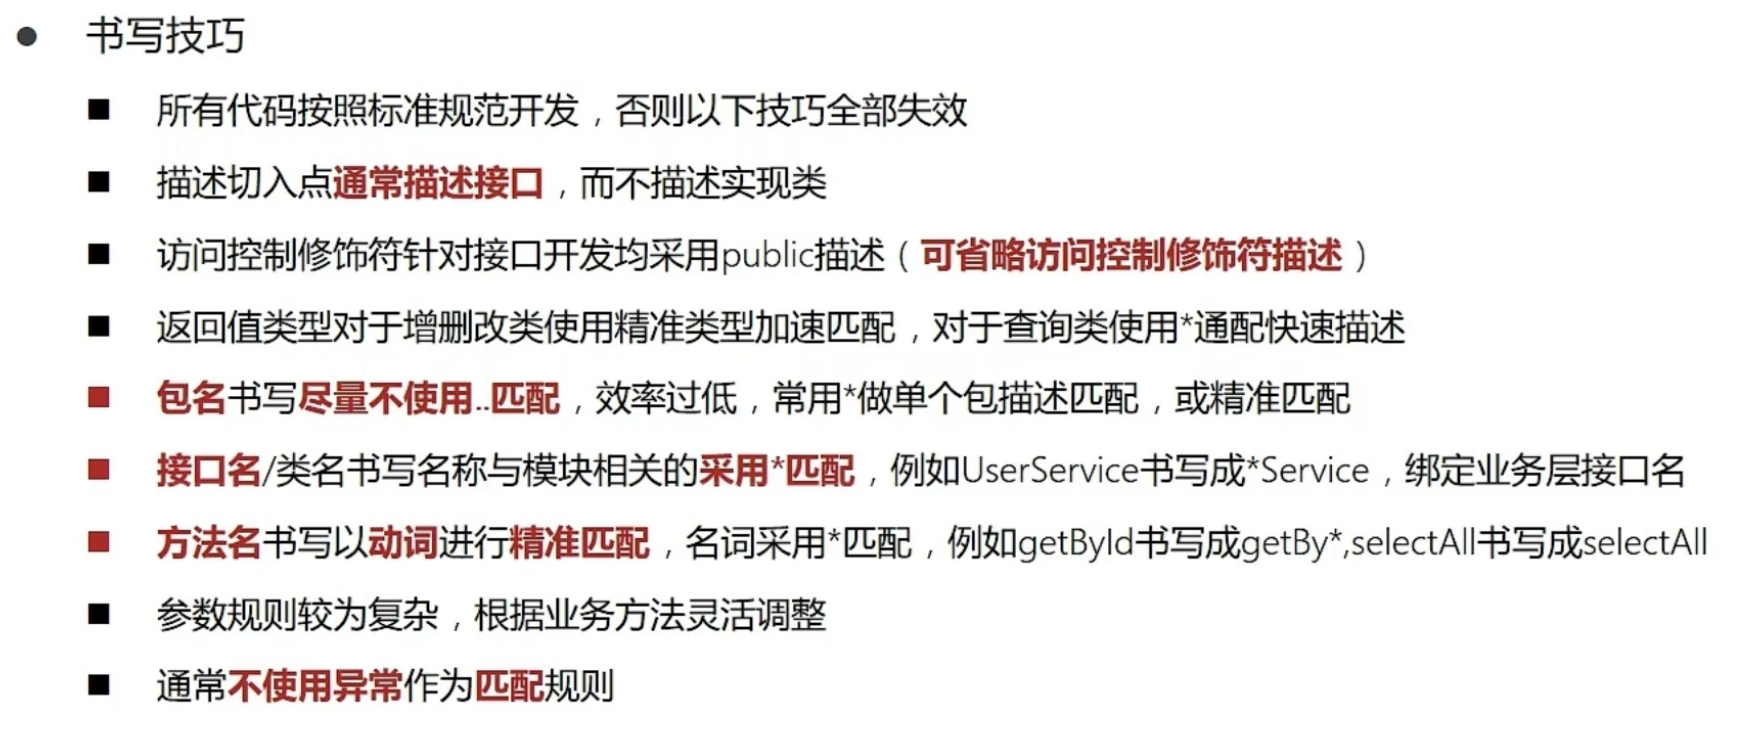 书写技巧
所有代码按照标准规范开发，否则以下技巧全部失效
描述切入点通常描述接口，而不描述实现类
访问控制修饰符针对接口开发均采用public描述（可省略访问控制修饰符描述）
返回值类型对于增删改类使用精准类型加速匹配，对于查询类使用*通配快速描述
包名书写尽量不使用..匹配，效率过低，常用*做单个包描述匹配，或精准匹配
接口名/类名书写名称与模块相关的采用*匹配，例如UserService书写成*Service，绑定业务层接口名
方法名书写以动词进行精准匹配，名词采用*匹配，例如getById书写成getBy*,selectAll书写成selectAll
参数规则较为复杂，根据业务方法灵活调整
通常不使用异常作为匹配规则